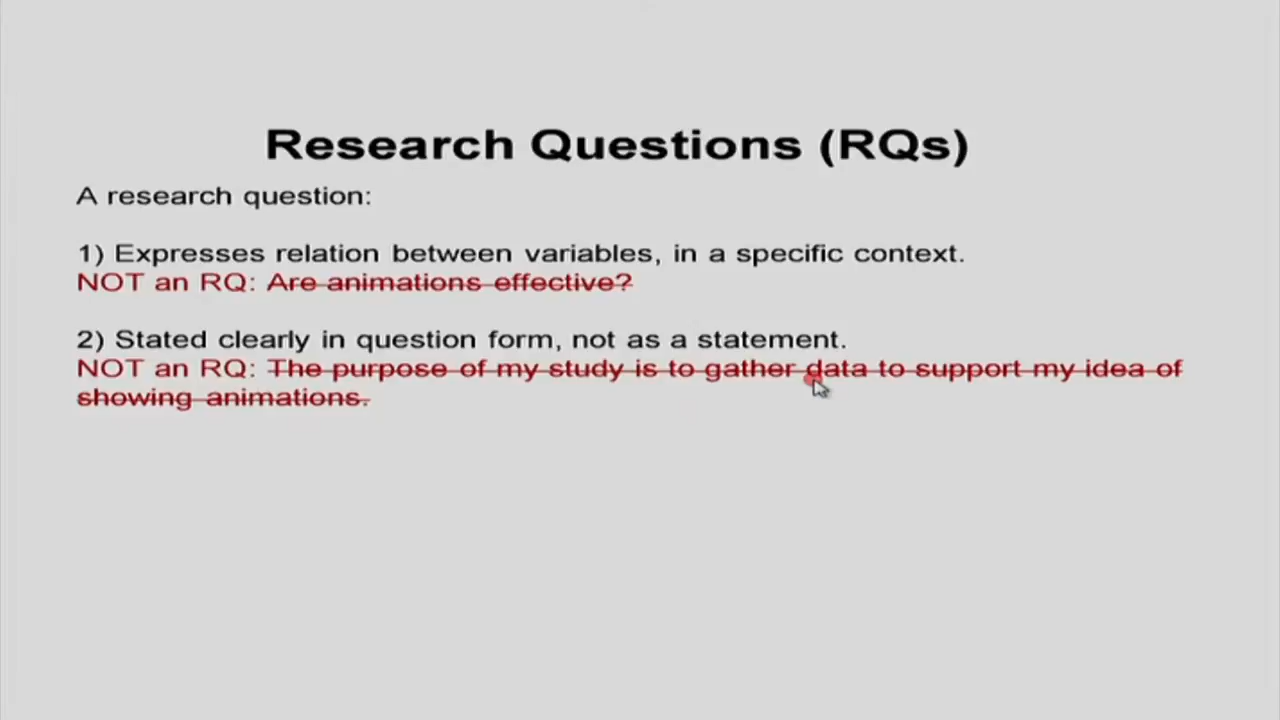 Research Questions (RQs)
A research question:
1) Expresses relation between variables, in a specific context.
NOT an RQ: Are animations effective?
2) Stated clearly in question form, not as a statement.
NOT an RQ: The purpose of my study is to gather data to support my idea of
showing animations.